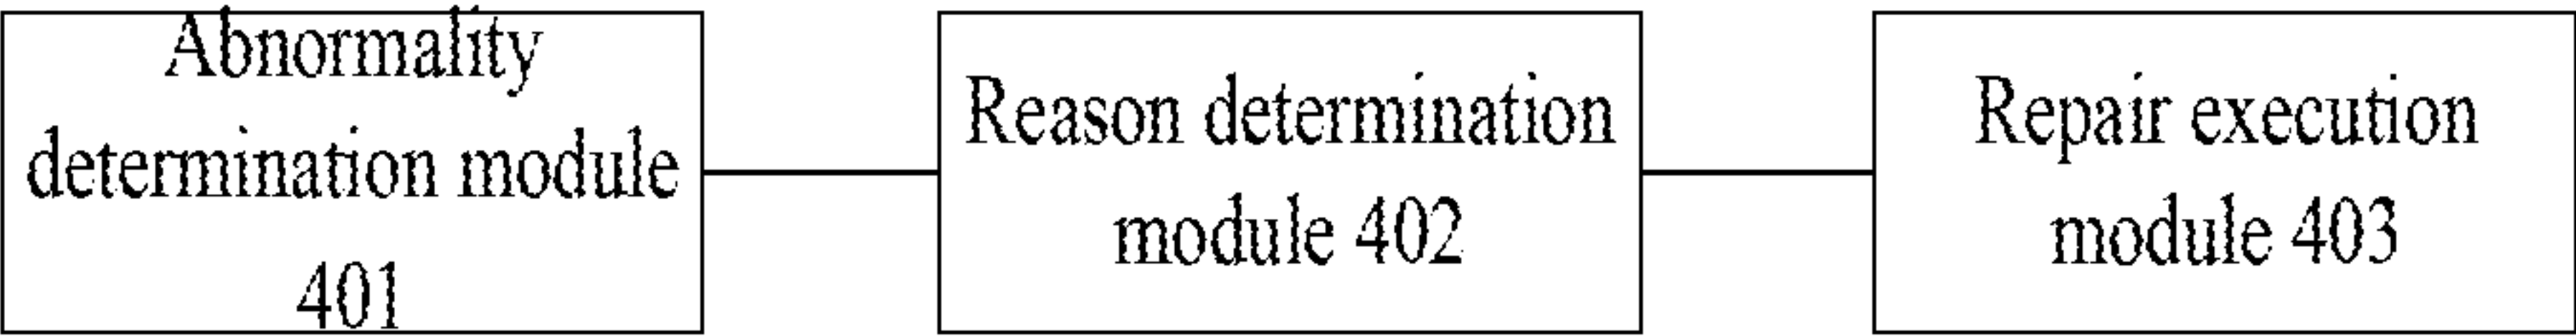 Abnormality
determination module
401
Reason determination
module 402
Repair execution
module 403